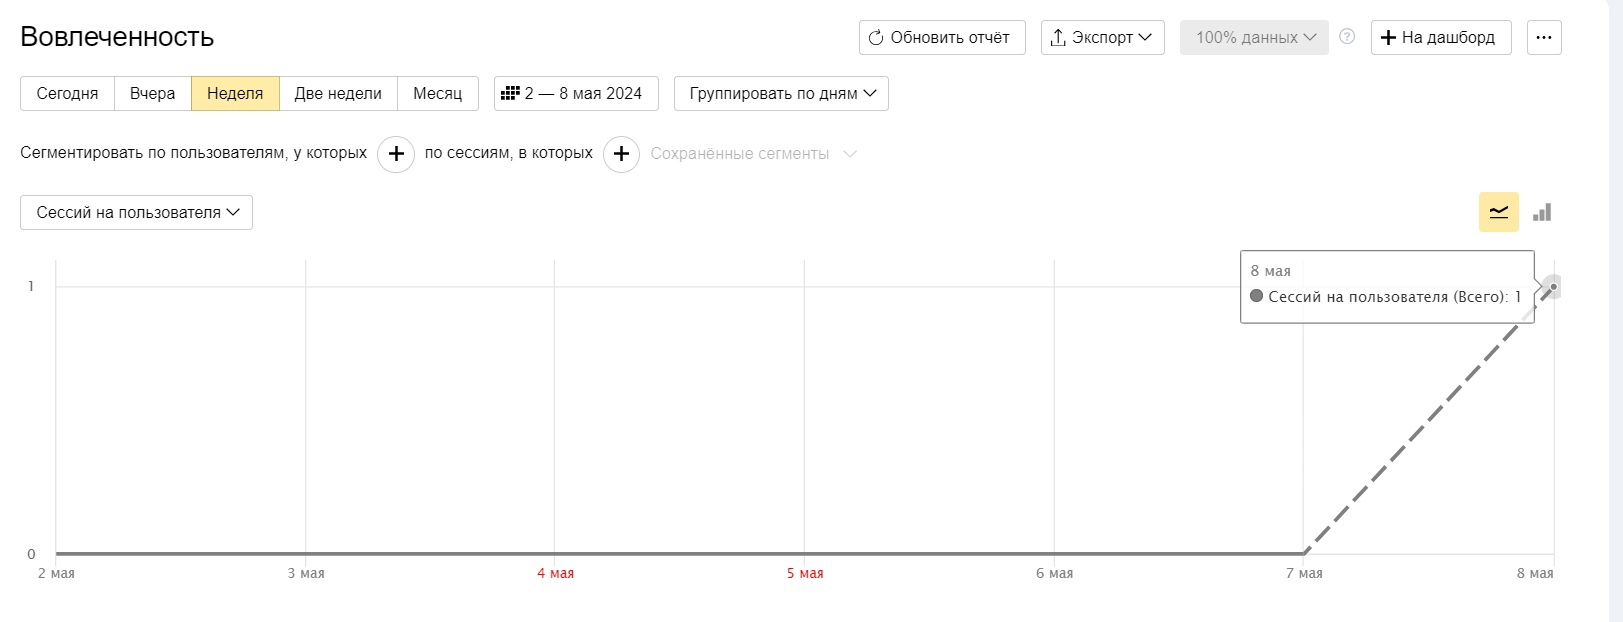 Вовлеченность
Обновить отчёт Экспорт 100% данных ? + На дашборд ...
Сегодня Вчера Неделя Две недели Месяц 2 — 8 мая 2024 Группировать по дням
Сегментировать по пользователям, у которых + по сессиям, в которых + Сохранённые сегменты
Сессий на пользователя
8 мая
Сессий на пользователя (Всего): 1
1
0
2 мая 3 мая 4 мая 5 мая 6 мая 7 мая 8 мая